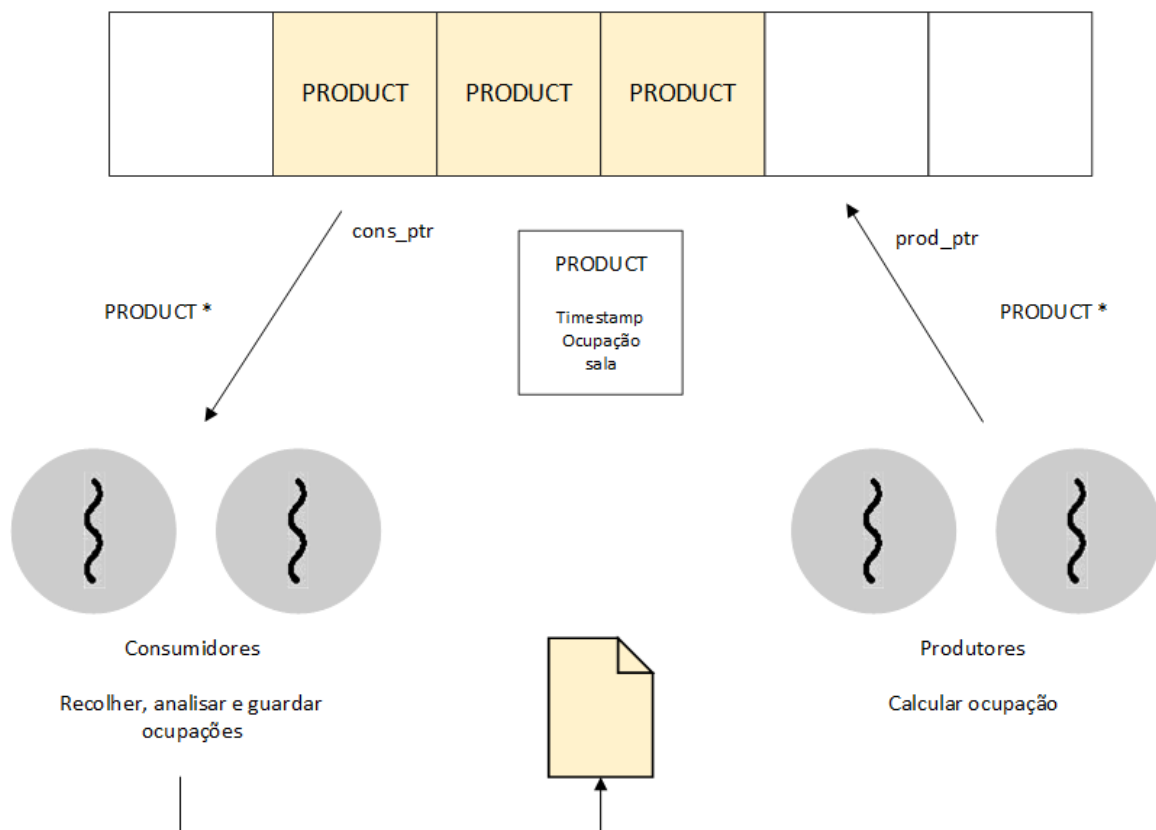 PRODUCT
PRODUCT
PRODUCT
cons_ptr
prod_ptr
PRODUCT *
PRODUCT
Timestamp
Ocupação
sala
PRODUCT *
Consumidores
Recolher, analisar e guardar
ocupações
Produtores
Calcular ocupação